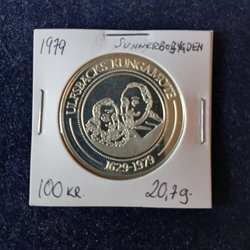 1979 SUNNERBOBYGDEN
ULFSBÄCKS KUNGAMÖTE
1629-1979
100 KR. 20,7 g.